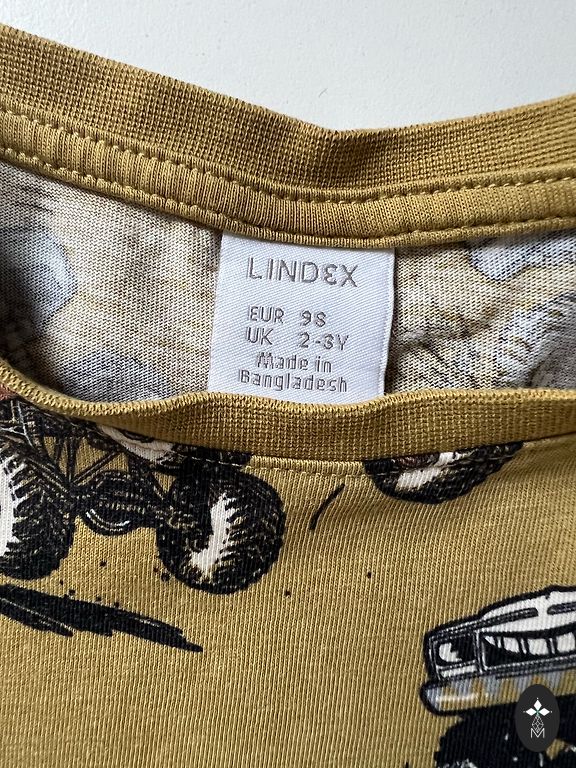 LINDEX
EUR 98
UK 2-3Y
Made in
Bangladesh
M